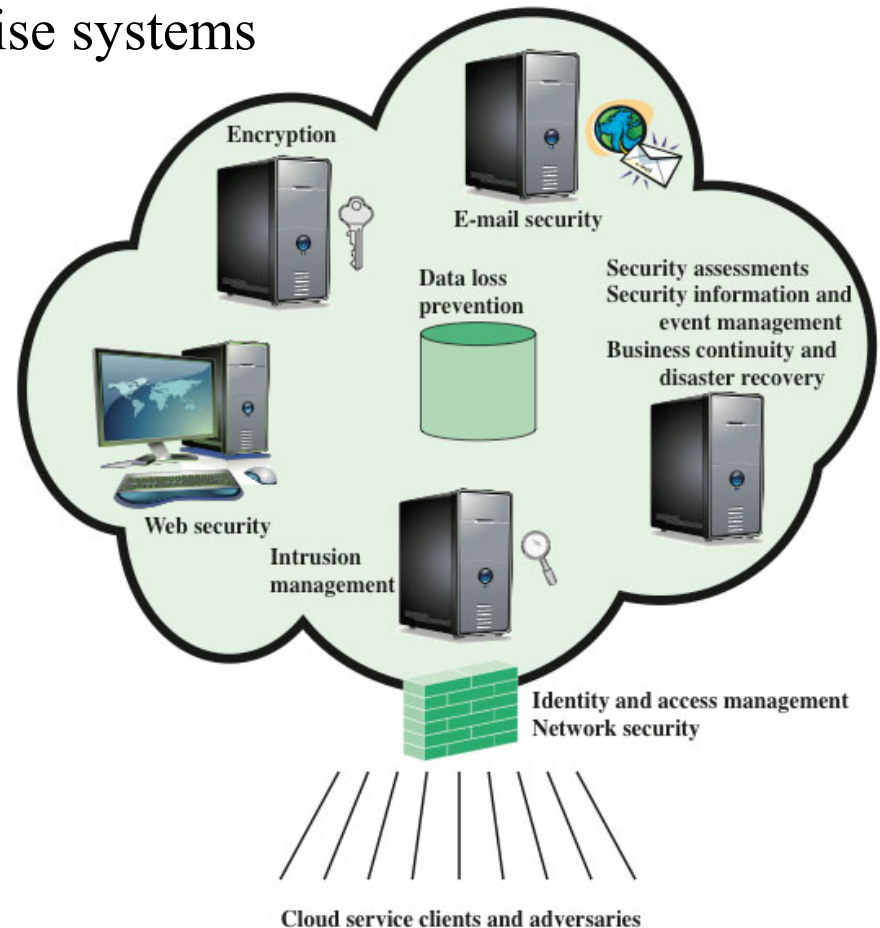 ise systems
Encryption
E-mail security
Data loss
prevention
Security assessments
Security information and
event management
Business continuity and
disaster recovery
Web security
Intrusion
management
Identity and access management
Network security
Cloud service clients and adversaries